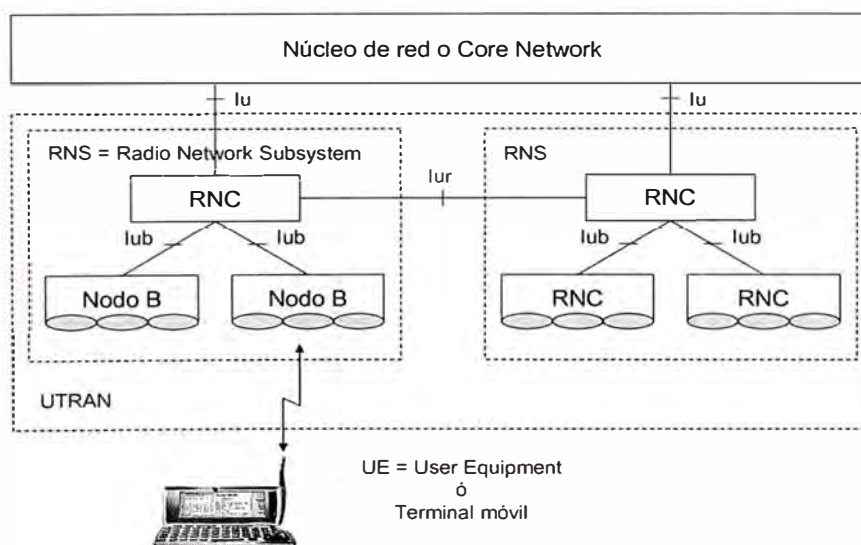 Núcleo de red o Core Network
Iu
Iu
RNS = Radio Network Subsystem
RNS
RNC
Iur
RNC
Iub
Iub
Iub
Iub
Nodo B
Nodo B
RNC
RNC
UTRAN
UE = User Equipment
ó
Terminal móvil